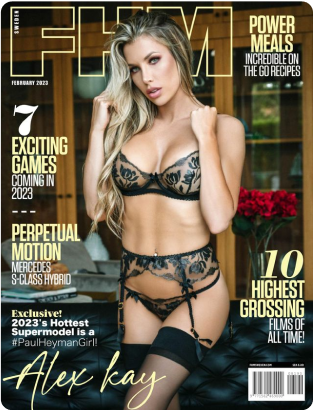 SWEDEN
FHM
FEBRUARY 2023
POWER
MEALS
INCREDIBLE ON
THE GO RECIPES
7
EXCITING
GAMES
COMING IN
2023
---
PERPETUAL
MOTION
MERCEDES
S-CLASS HYBRID
10
HIGHEST
GROSSING
FILMS OF
ALL TIME!
Exclusive!
2023's Hottest
Supermodel is a
#PaulHeymanGirl!
Alex Kay